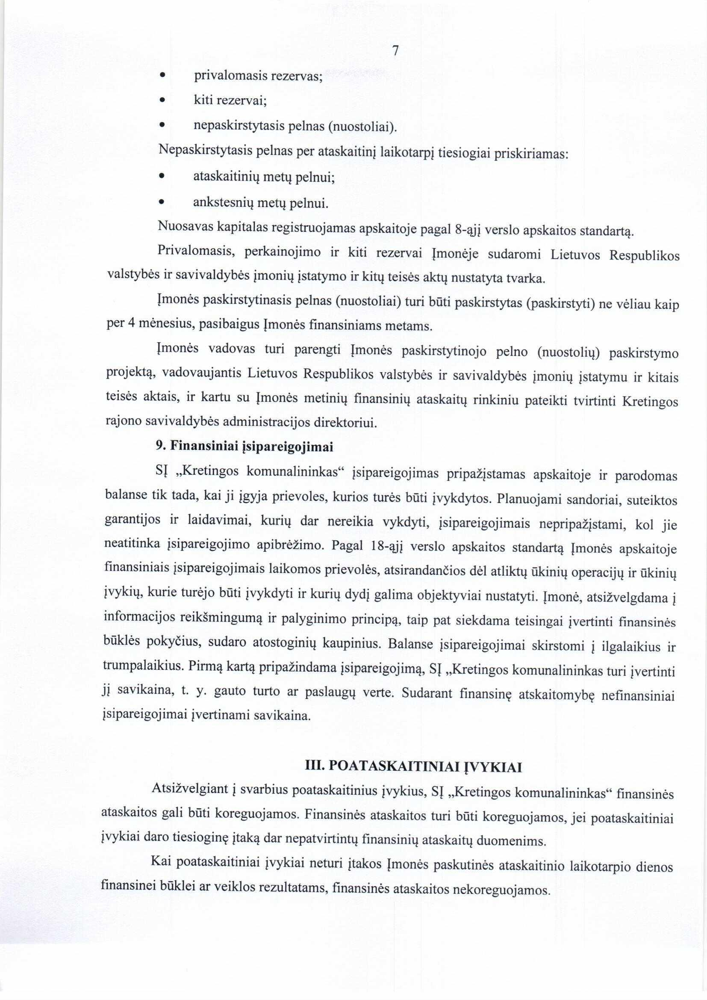 7
• privalomasis rezervas;
• kiti rezervai;
• nepaskirstytasis pelnas (nuostoliai).
Nepaskirstytasis pelnas per ataskaitinį laikotarpį tiesiogiai priskiriamas:
• ataskaitinių metų pelnui;
• ankstesnių metų pelnui.
Nuosavas kapitalas registruojamas apskaitoje pagal 8-ąjį verslo apskaitos standartą.
Privalomasis, perkainojimo ir kiti rezervai Įmonėje sudaromi Lietuvos Respublikos
valstybės ir savivaldybės įmonių įstatymo ir kitų teisės aktų nustatyta tvarka.
Įmonės paskirstytinasis pelnas (nuostoliai) turi būti paskirstytas (paskirstyti) ne vėliau kaip
per 4 mėnesius, pasibaigus Įmonės finansiniams metams.
Įmonės vadovas turi parengti Įmonės paskirstytinojo pelno (nuostolių) paskirstymo
projektą, vadovaujantis Lietuvos Respublikos valstybės ir savivaldybės įmonių įstatymu ir kitais
teisės aktais, ir kartu su Įmonės metinių finansinių ataskaitų rinkiniu pateikti tvirtinti Kretingos
rajono savivaldybės administracijos direktoriui.
9. Finansiniai įsipareigojimai
SĮ „Kretingos komunalininkas“ įsipareigojimas pripažįstamas apskaitoje ir parodomas
balanse tik tada, kai ji įgyja prievoles, kurios turės būti įvykdytos. Planuojami sandoriai, suteiktos
garantijos ir laidavimai, kurių dar nereikia vykdyti, įsipareigojimais nepripažįstami, kol jie
neatitinka įsipareigojimo apibrėžimo. Pagal 18-ąjį verslo apskaitos standartą Įmonės apskaitoje
finansiniais įsipareigojimais laikomos prievolės, atsirandančios dėl atliktų ūkinių operacijų ir ūkinių
įvykių, kurie turėjo būti įvykdyti ir kurių dydį galima objektyviai nustatyti. Įmonė, atsižvelgdama į
informacijos reikšmingumą ir palyginimo principą, taip pat siekdama teisingai įvertinti finansinės
būklės pokyčius, sudaro atostoginių kaupinius. Balanse įsipareigojimai skirstomi į ilgalaikius ir
trumpalaikius. Pirmą kartą pripažindama įsipareigojimą, SĮ „Kretingos komunalininkas turi įvertinti
jį savikaina, t. y. gauto turto ar paslaugų verte. Sudarant finansinę atskaitomybę nefinansiniai
įsipareigojimai įvertinami savikaina.
III. POATASKAITINIAI ĮVYKIAI
Atsižvelgiant į svarbius poataskaitinius įvykius, SĮ „Kretingos komunalininkas“ finansinės
ataskaitos gali būti koreguojamos. Finansinės ataskaitos turi būti koreguojamos, jei poataskaitiniai
įvykiai daro tiesioginę įtaką dar nepatvirtintų finansinių ataskaitų duomenims.
Kai poataskaitiniai įvykiai neturi įtakos Įmonės paskutinės ataskaitinio laikotarpio dienos
finansinei būklei ar veiklos rezultatams, finansinės ataskaitos nekoreguojamos.